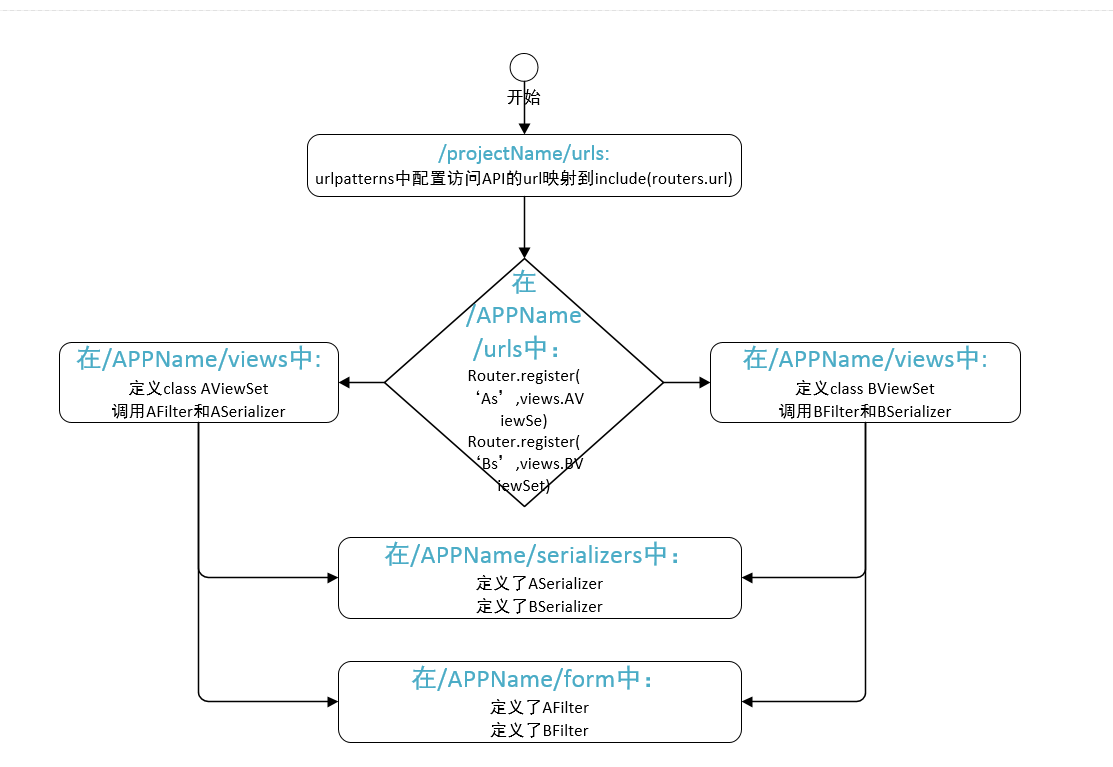 开始
/projectName/urls:
urlpatterns中配置访问API的url映射到include(routers.url)
在
/APPName
/urls中：
Router.register(
‘As’,views.AV
iewSe)
Router.register(
‘Bs’,views.BV
iewSet)
在/APPName/views中:
定义class AViewSet
调用AFilter和ASerializer
在/APPName/views中:
定义class BViewSet
调用BFilter和BSerializer
在/APPName/serializers中：
定义了ASerializer
定义了BSerializer
在/APPName/form中：
定义了AFilter
定义了BFilter